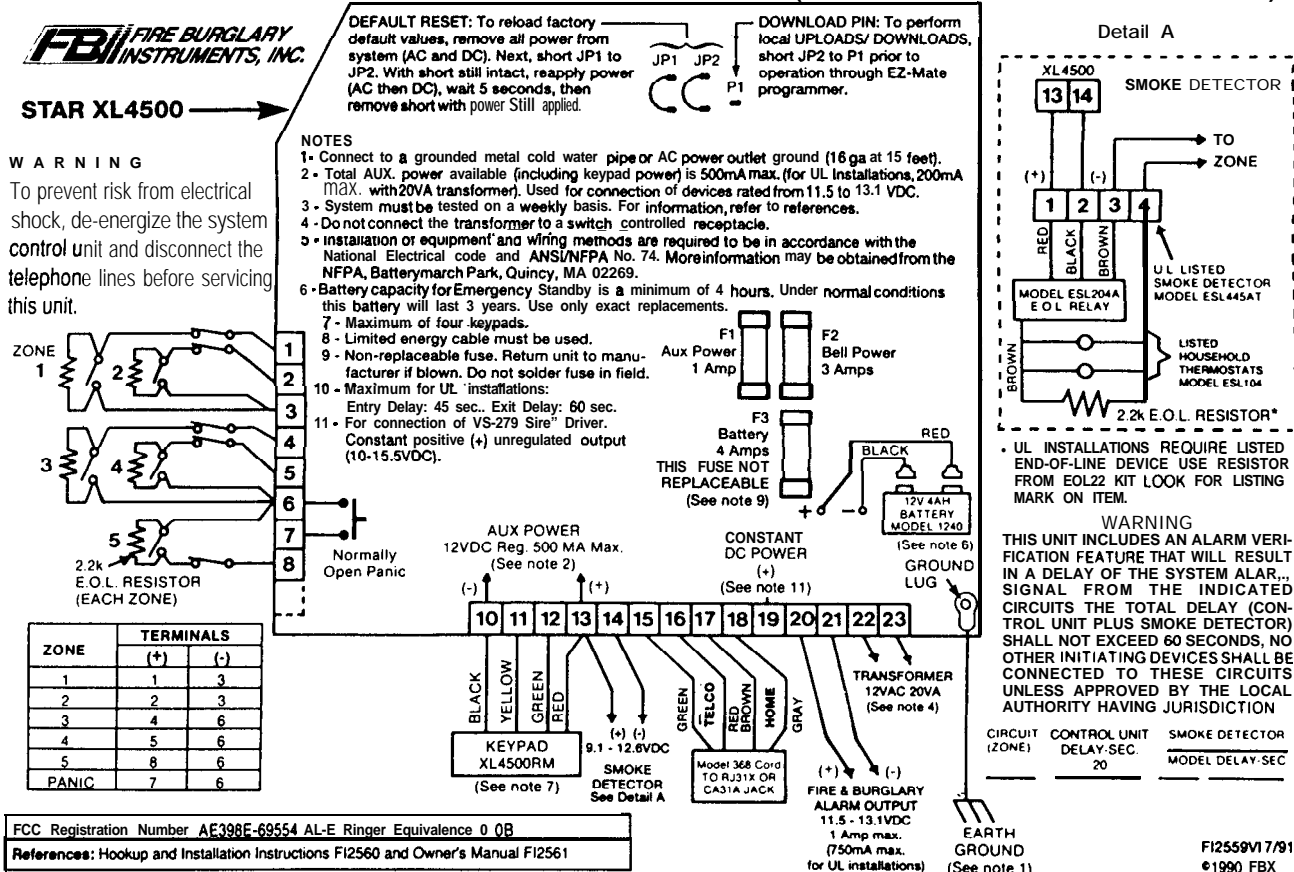 FBI FIRE BURGLARY
INSTRUMENTS, INC.
STAR XL4500
WARNING
To prevent risk from electrical
shock, de-energize the system
control unit and disconnect the
telephone lines before servicing
this unit.
DEFAULT RESET: To reload factory
default values, remove all power from
system (AC and DC). Next, short JP1 to
JP2. With short still intact, reapply power
(AC then DC), wait 5 seconds, then
remove short with power Still applied.
JP1 JP2
P1
DOWNLOAD PIN: To perform
local UPLOADS/ DOWNLOADS,
short JP2 to P1 prior to
operation through EZ-Mate
programmer.
NOTES
1- Connect to a grounded metal cold water pipe or AC power outlet ground (16 ga at 15 feet).
2 - Total AUX. power available (including keypad power) is 500mA max. (for UL Installations, 200mA
max. with 20VA transformer). Used for connection of devices rated from 11.5 to 13.1 VDC.
3 - System must be tested on a weekly basis. For information, refer to references.
4 - Do not connect the transformer to a switch controlled receptacle.
5 - Installation of equipment and wiring methods are required to be in accordance with the
National Electrical code and ANSI/NFPA No. 74. More information may be obtained from the
NFPA, Batterymarch Park, Quincy, MA 02269.
6 - Battery capacity for Emergency Standby is a minimum of 4 hours. Under normal conditions
this battery will last 3 years. Use only exact replacements.
7 - Maximum of four keypads.
8 - Limited energy cable must be used.
9 - Non-replaceable fuse. Return unit to manu-
facturer if blown. Do not solder fuse in field.
10 - Maximum for UL installations:
Entry Delay: 45 sec.. Exit Delay: 60 sec.
11 - For connection of VS-279 Sire" Driver.
Constant positive (+) unregulated output
(10-15.5VDC).
F1
Aux Power
1 Amp
F2
Bell Power
3 Amps
F3
Battery
4 Amps
THIS FUSE NOT
REPLACEABLE
(See note 9)
BLACK
RED
+ -
12V 4AH
BATTERY
MODEL 1240
(See note 6)
ZONE
1
2
3
4
5
2.2k
E.O.L. RESISTOR
(EACH ZONE)
1
2
3
4
5
6
7
8
Normally
Open Panic
AUX POWER
12VDC Reg. 500 MA Max.
(See note 2)
(-) (+)
CONSTANT
DC POWER
(+)
(See note 11)
GROUND
LUG
10 11 12 13 14 15 16 17 18 19 20 21 22 23
BLACK
YELLOW
GREEN
RED
KEYPAD
XL4500RM
(See note 7)
(+) (-)
9.1 - 12.6VDC
SMOKE
DETECTOR
See Detail A
GREEN
TELCO
RED
BROWN
HOME
GRAY
Model 368 Cord
TO RJ31X OR
CA31A JACK
TRANSFORMER
12VAC 20VA
(See note 4)
(+) (-)
FIRE & BURGLARY
ALARM OUTPUT
11.5 - 13.1VDC
1 Amp max.
(750mA max.
for UL installations)
EARTH
GROUND
(See note 1)
ZONE TERMINALS
(+) (-)
1 1 3
2 2 3
3 4 6
4 5 6
5 8 6
PANIC 7 6
FCC Registration Number AE398E-69554 AL-E Ringer Equivalence 0 0B
References: Hookup and Installation Instructions FI2560 and Owner's Manual FI2561
Detail A
XL4500
13 14
SMOKE DETECTOR
TO
ZONE
(+) (-)
1 2 3 4
RED
BLACK
BROWN
UL LISTED
SMOKE DETECTOR
MODEL ESL445AT
MODEL ESL204A
EOL RELAY
BROWN
LISTED
HOUSEHOLD
THERMOSTATS
MODEL ESL104
2.2k E.O.L. RESISTOR*
• UL INSTALLATIONS REQUIRE LISTED
END-OF-LINE DEVICE USE RESISTOR
FROM EOL22 KIT LOOK FOR LISTING
MARK ON ITEM.
WARNING
THIS UNIT INCLUDES AN ALARM VERI-
FICATION FEATURE THAT WILL RESULT
IN A DELAY OF THE SYSTEM ALAR,.,
SIGNAL FROM THE INDICATED
CIRCUITS THE TOTAL DELAY (CON-
TROL UNIT PLUS SMOKE DETECTOR)
SHALL NOT EXCEED 60 SECONDS, NO
OTHER INITIATING DEVICES SHALL BE
CONNECTED TO THESE CIRCUITS
UNLESS APPROVED BY THE LOCAL
AUTHORITY HAVING JURISDICTION
CIRCUIT CONTROL UNIT SMOKE DETECTOR
(ZONE) DELAY-SEC. MODEL DELAY-SEC
20
FI2559VI 7/91
©1990 FBX